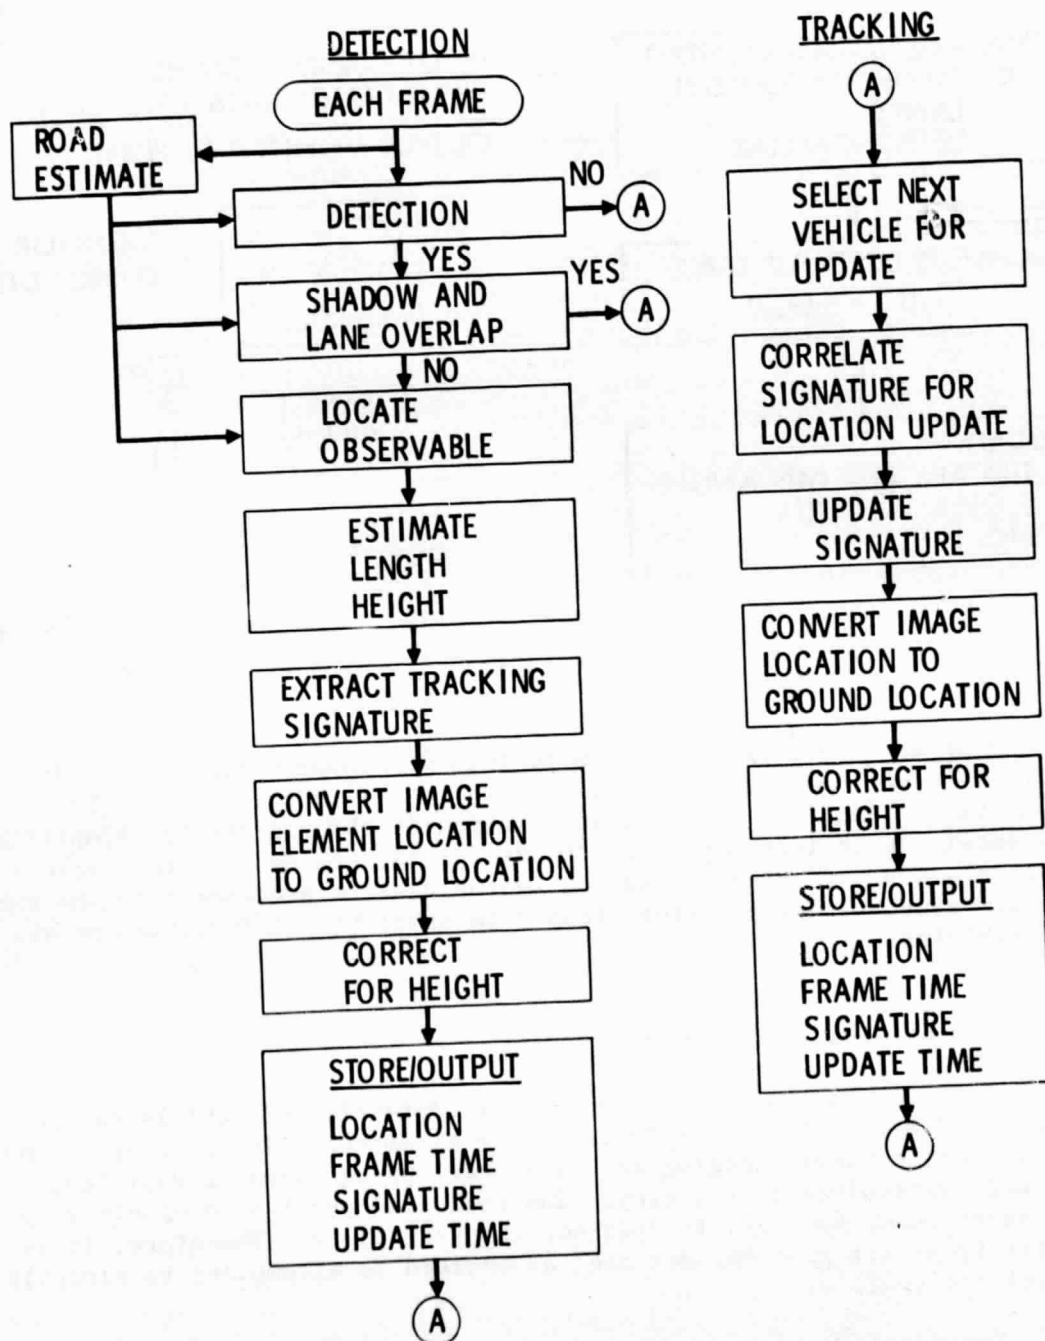 DETECTION
EACH FRAME
ROAD
ESTIMATE
DETECTION
NO
A
YES
SHADOW AND
LANE OVERLAP
YES
A
NO
LOCATE
OBSERVABLE
ESTIMATE
LENGTH
HEIGHT
EXTRACT TRACKING
SIGNATURE
CONVERT IMAGE
ELEMENT LOCATION
TO GROUND LOCATION
CORRECT
FOR HEIGHT
STORE/OUTPUT
LOCATION
FRAME TIME
SIGNATURE
UPDATE TIME
A
TRACKING
A
SELECT NEXT
VEHICLE FOR
UPDATE
CORRELATE
SIGNATURE FOR
LOCATION UPDATE
UPDATE
SIGNATURE
CONVERT IMAGE
LOCATION TO
GROUND LOCATION
CORRECT FOR
HEIGHT
STORE/OUTPUT
LOCATION
FRAME TIME
SIGNATURE
UPDATE TIME
A